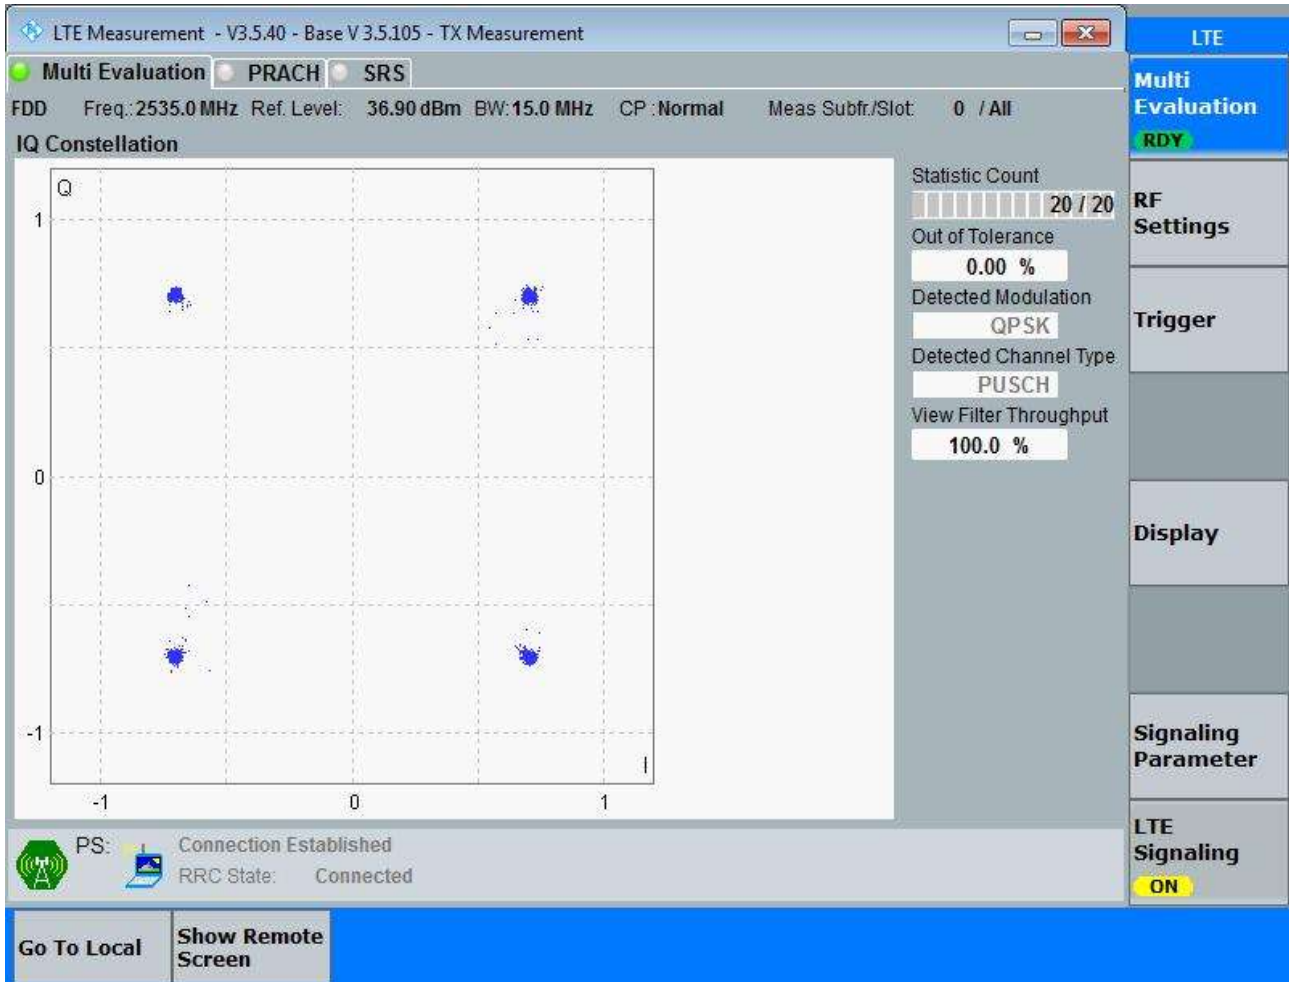 LTE Measurement - V3.5.40 - Base V 3.5.105 - TX Measurement
LTE
Multi Evaluation PRACH SRS
FDD Freq.: 2535.0 MHz Ref. Level: 36.90 dBm BW: 15.0 MHz CP : Normal Meas Subfr./Slot: 0 / All
IQ Constellation
Q
1
0
-1
I
-1 0 1
Statistic Count
20 / 20
Out of Tolerance
0.00 %
Detected Modulation
QPSK
Detected Channel Type
PUSCH
View Filter Throughput
100.0 %
PS: Connection Established
RRC State: Connected
Multi
Evaluation
RDY
RF
Settings
Trigger
Display
Signaling
Parameter
LTE
Signaling
ON
Go To Local
Show Remote
Screen